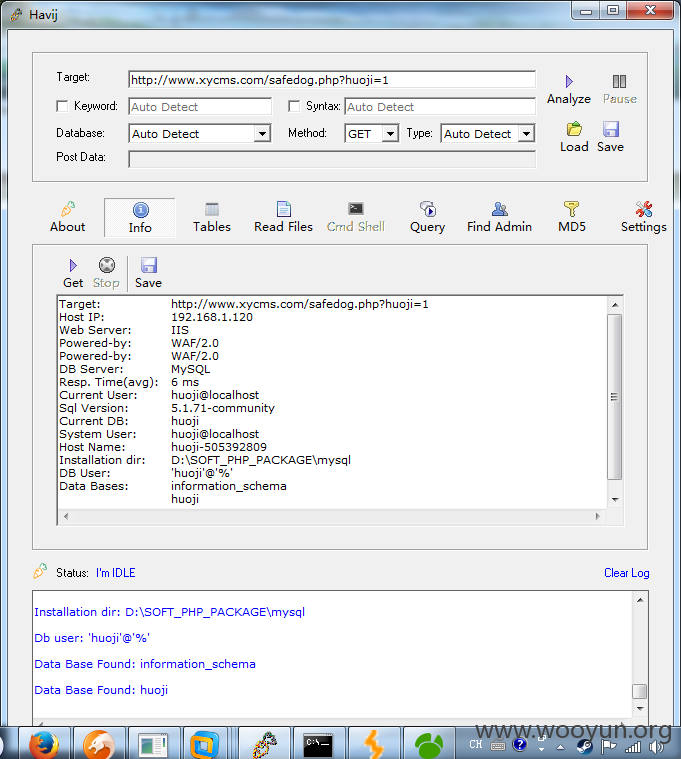 Havij
Target: http://www.xycms.com/safedog.php?huoji=1
Keyword: Auto Detect Syntax: Auto Detect
Analyze Pause
Database: Auto Detect Method: GET Type: Auto Detect
Post Data:
Load Save
About Info Tables Read Files Cmd Shell Query Find Admin MD5 Settings
Get Stop Save
Target: http://www.xycms.com/safedog.php?huoji=1
Host IP: 192.168.1.120
Web Server: IIS
Powered-by: WAF/2.0
Powered-by: WAF/2.0
DB Server: MySQL
Resp. Time(avg): 6 ms
Current User: huoji@localhost
Sql Version: 5.1.71-community
Current DB: huoji
System User: huoji@localhost
Host Name: huoji-505392809
Installation dir: D:\SOFT_PHP_PACKAGE\mysql
DB User: 'huoji'@'%'
Data Bases: information_schema
huoji
Status: I'm IDLE Clear Log
Installation dir: D:\SOFT_PHP_PACKAGE\mysql
Db user: 'huoji'@'%'
Data Base Found: information_schema
Data Base Found: huoji
www.wooyun.org
CH